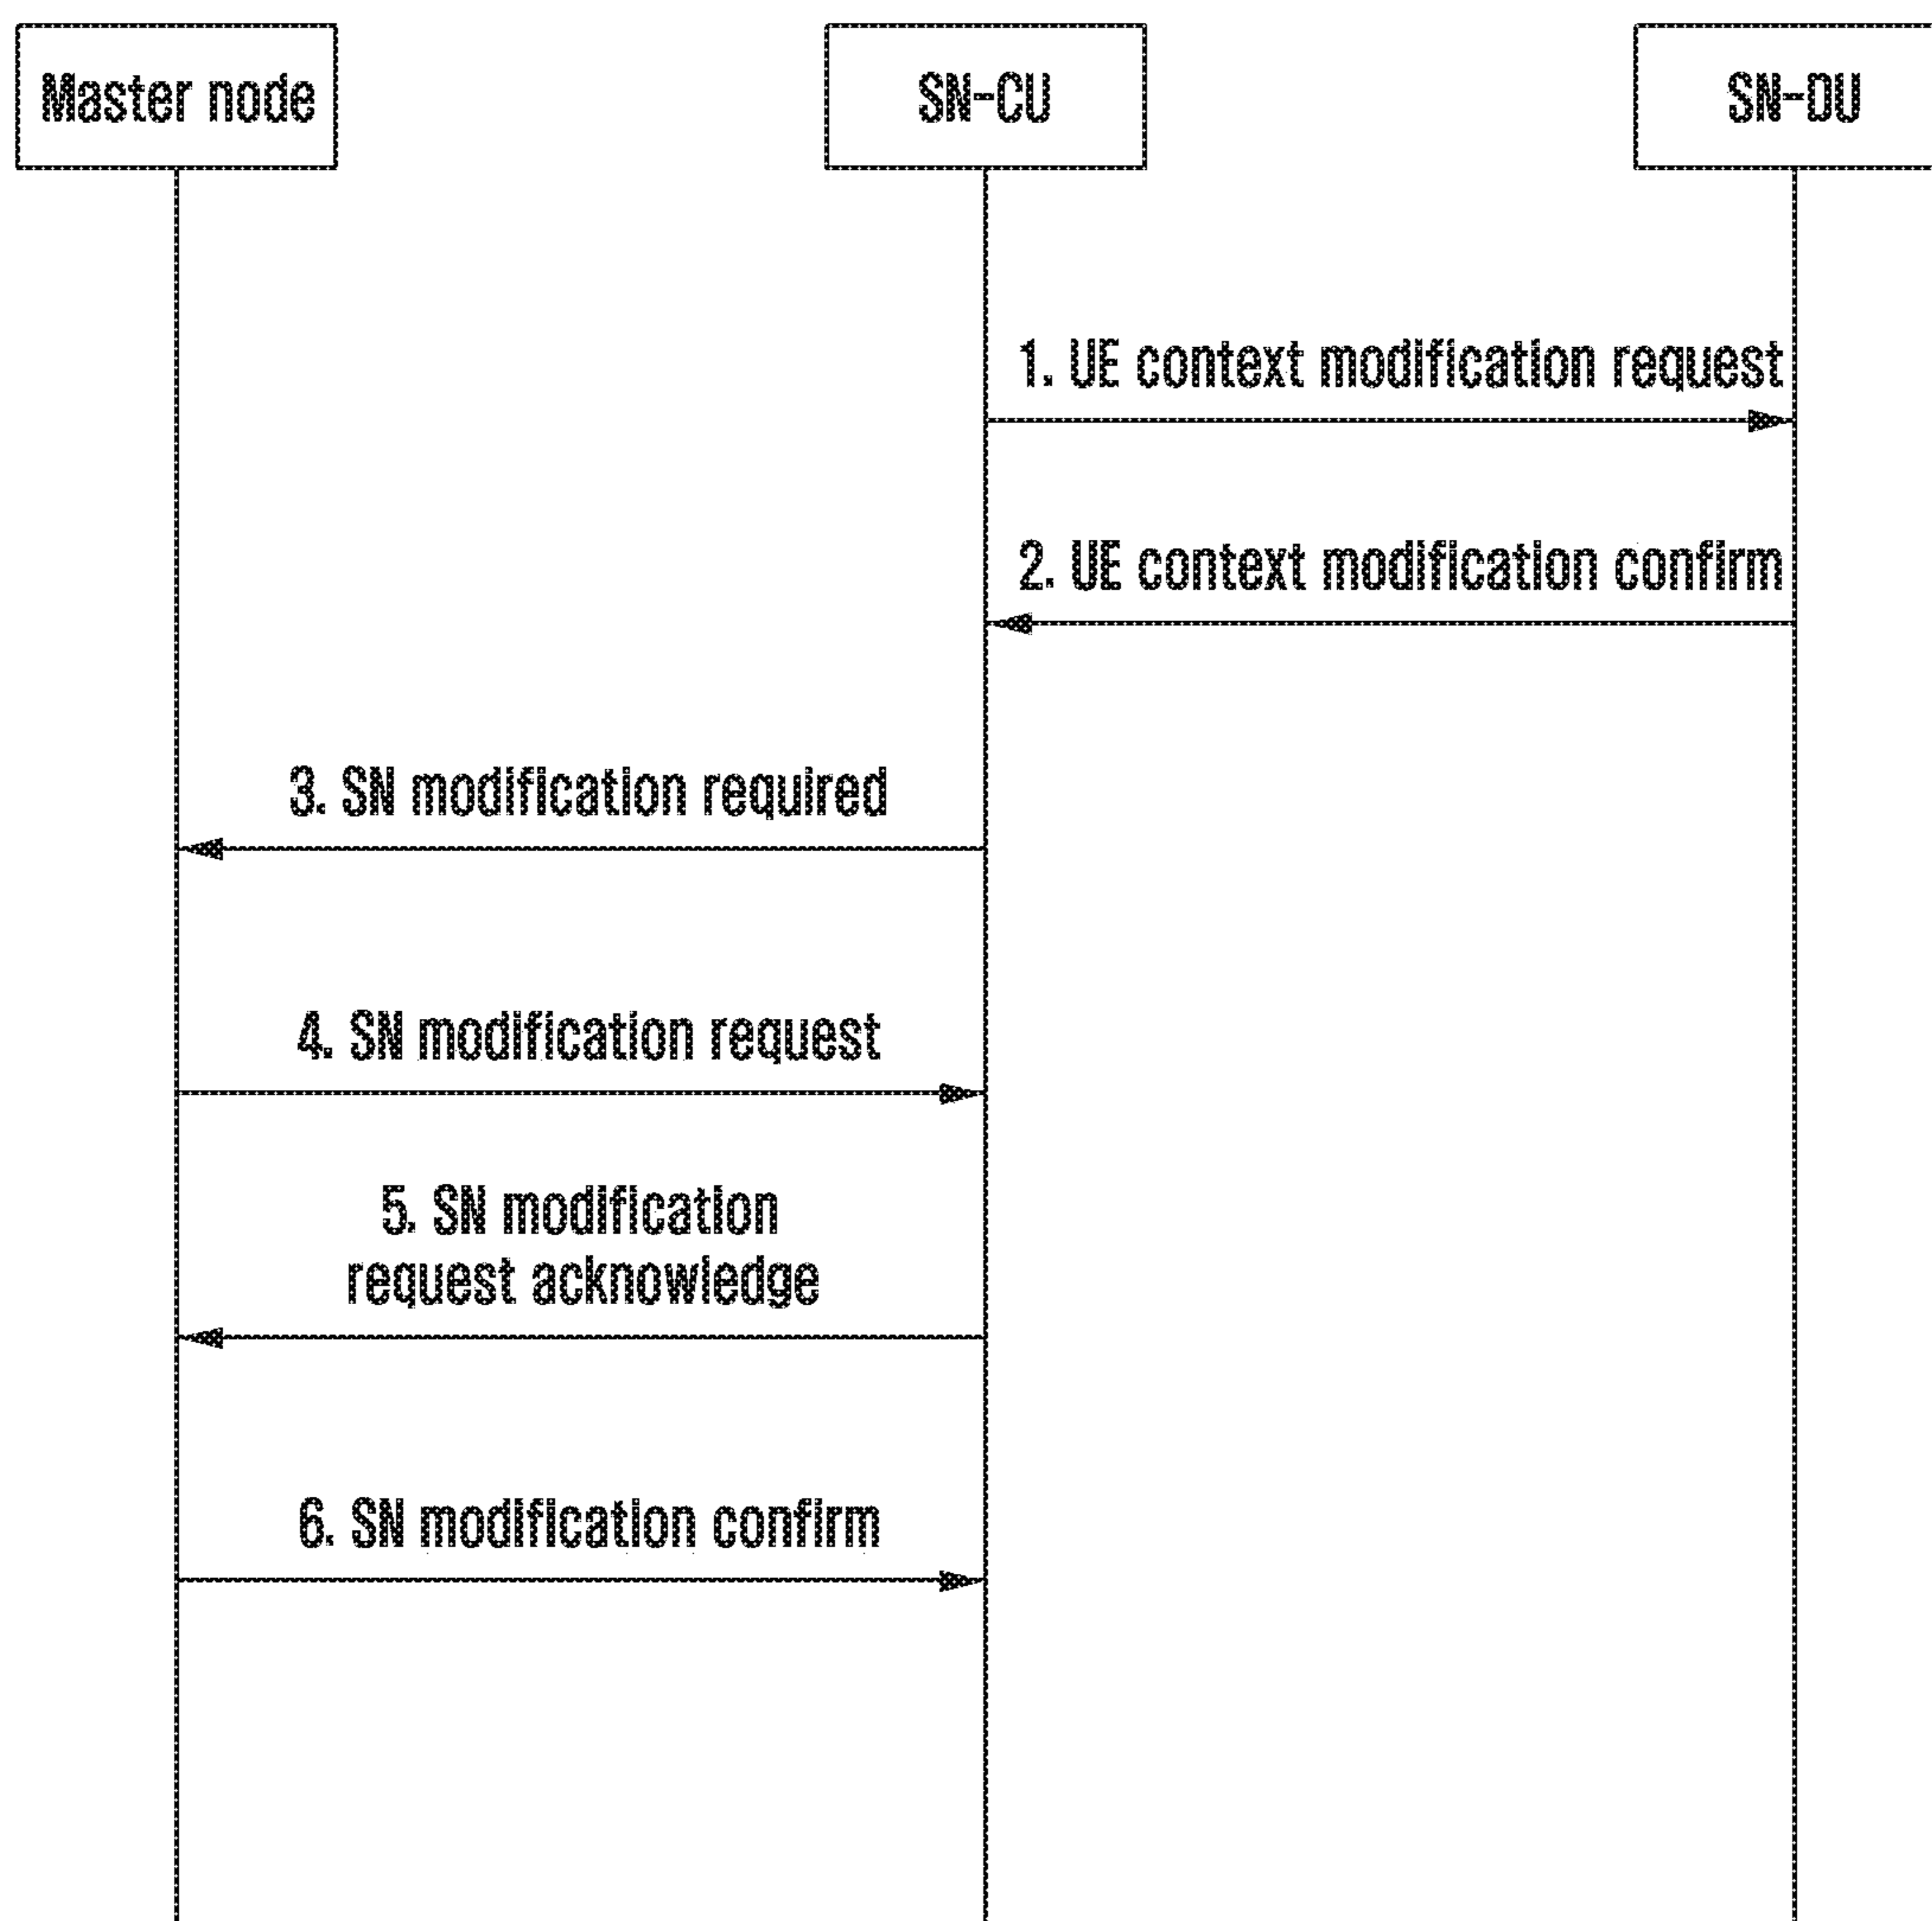 Master node
SN-CU
SN-DU
1. UE context modification request
2. UE context modification confirm
3. SN modification required
4. SN modification request
5. SN modification
request acknowledge
6. SN modification confirm